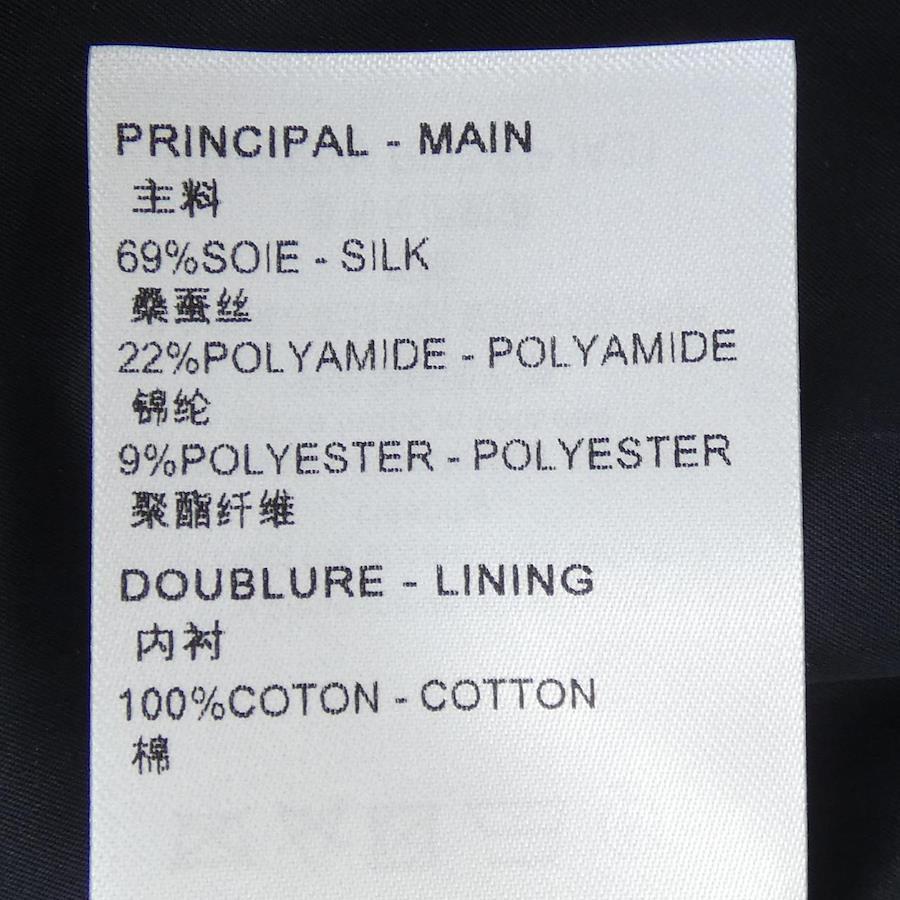 PRINCIPAL - MAIN
主料
69%SOIE - SILK
桑蚕丝
22%POLYAMIDE - POLYAMIDE
锦纶
9%POLYESTER - POLYESTER
聚酯纤维
DOUBLURE - LINING
内衬
100%COTON - COTTON
棉